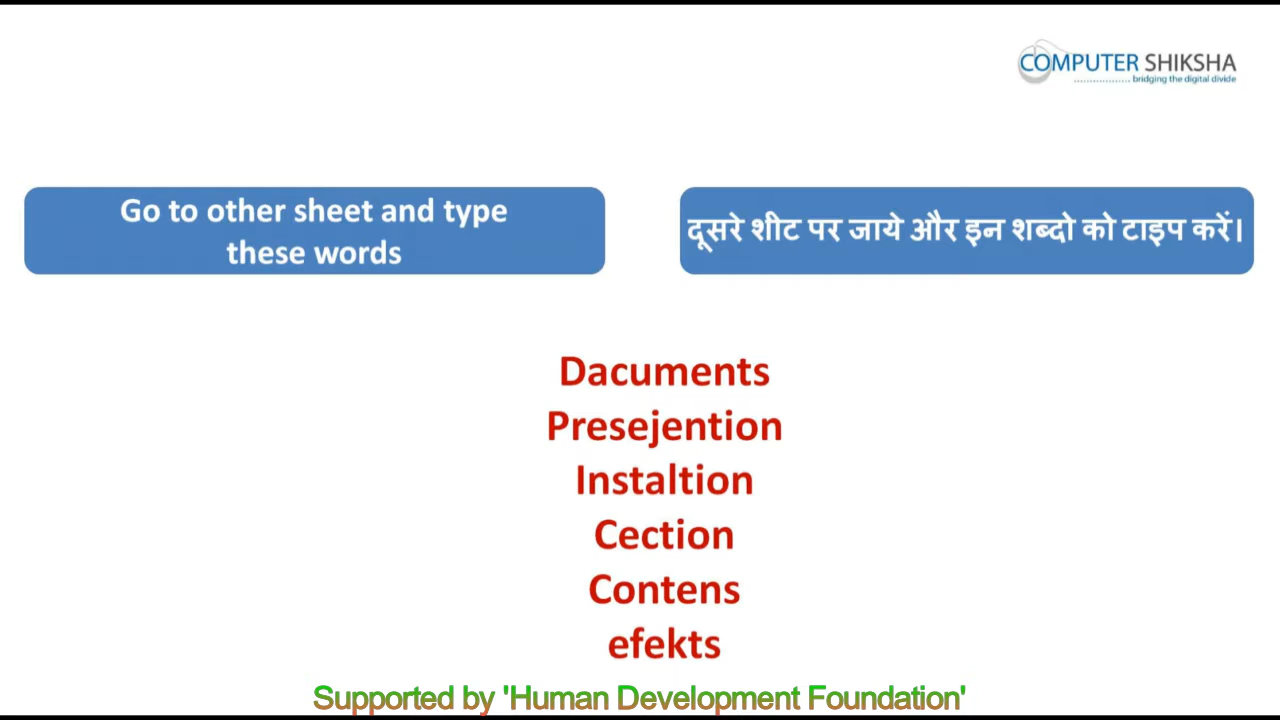 COMPUTER SHIKSHA
bridging the digital divide
Go to other sheet and type
these words
दूसरे शीट पर जाये और इन शब्दो को टाइप करें।
Dacuments
Presejention
Instaltion
Cection
Contens
efekts
Supported by 'Human Development Foundation'